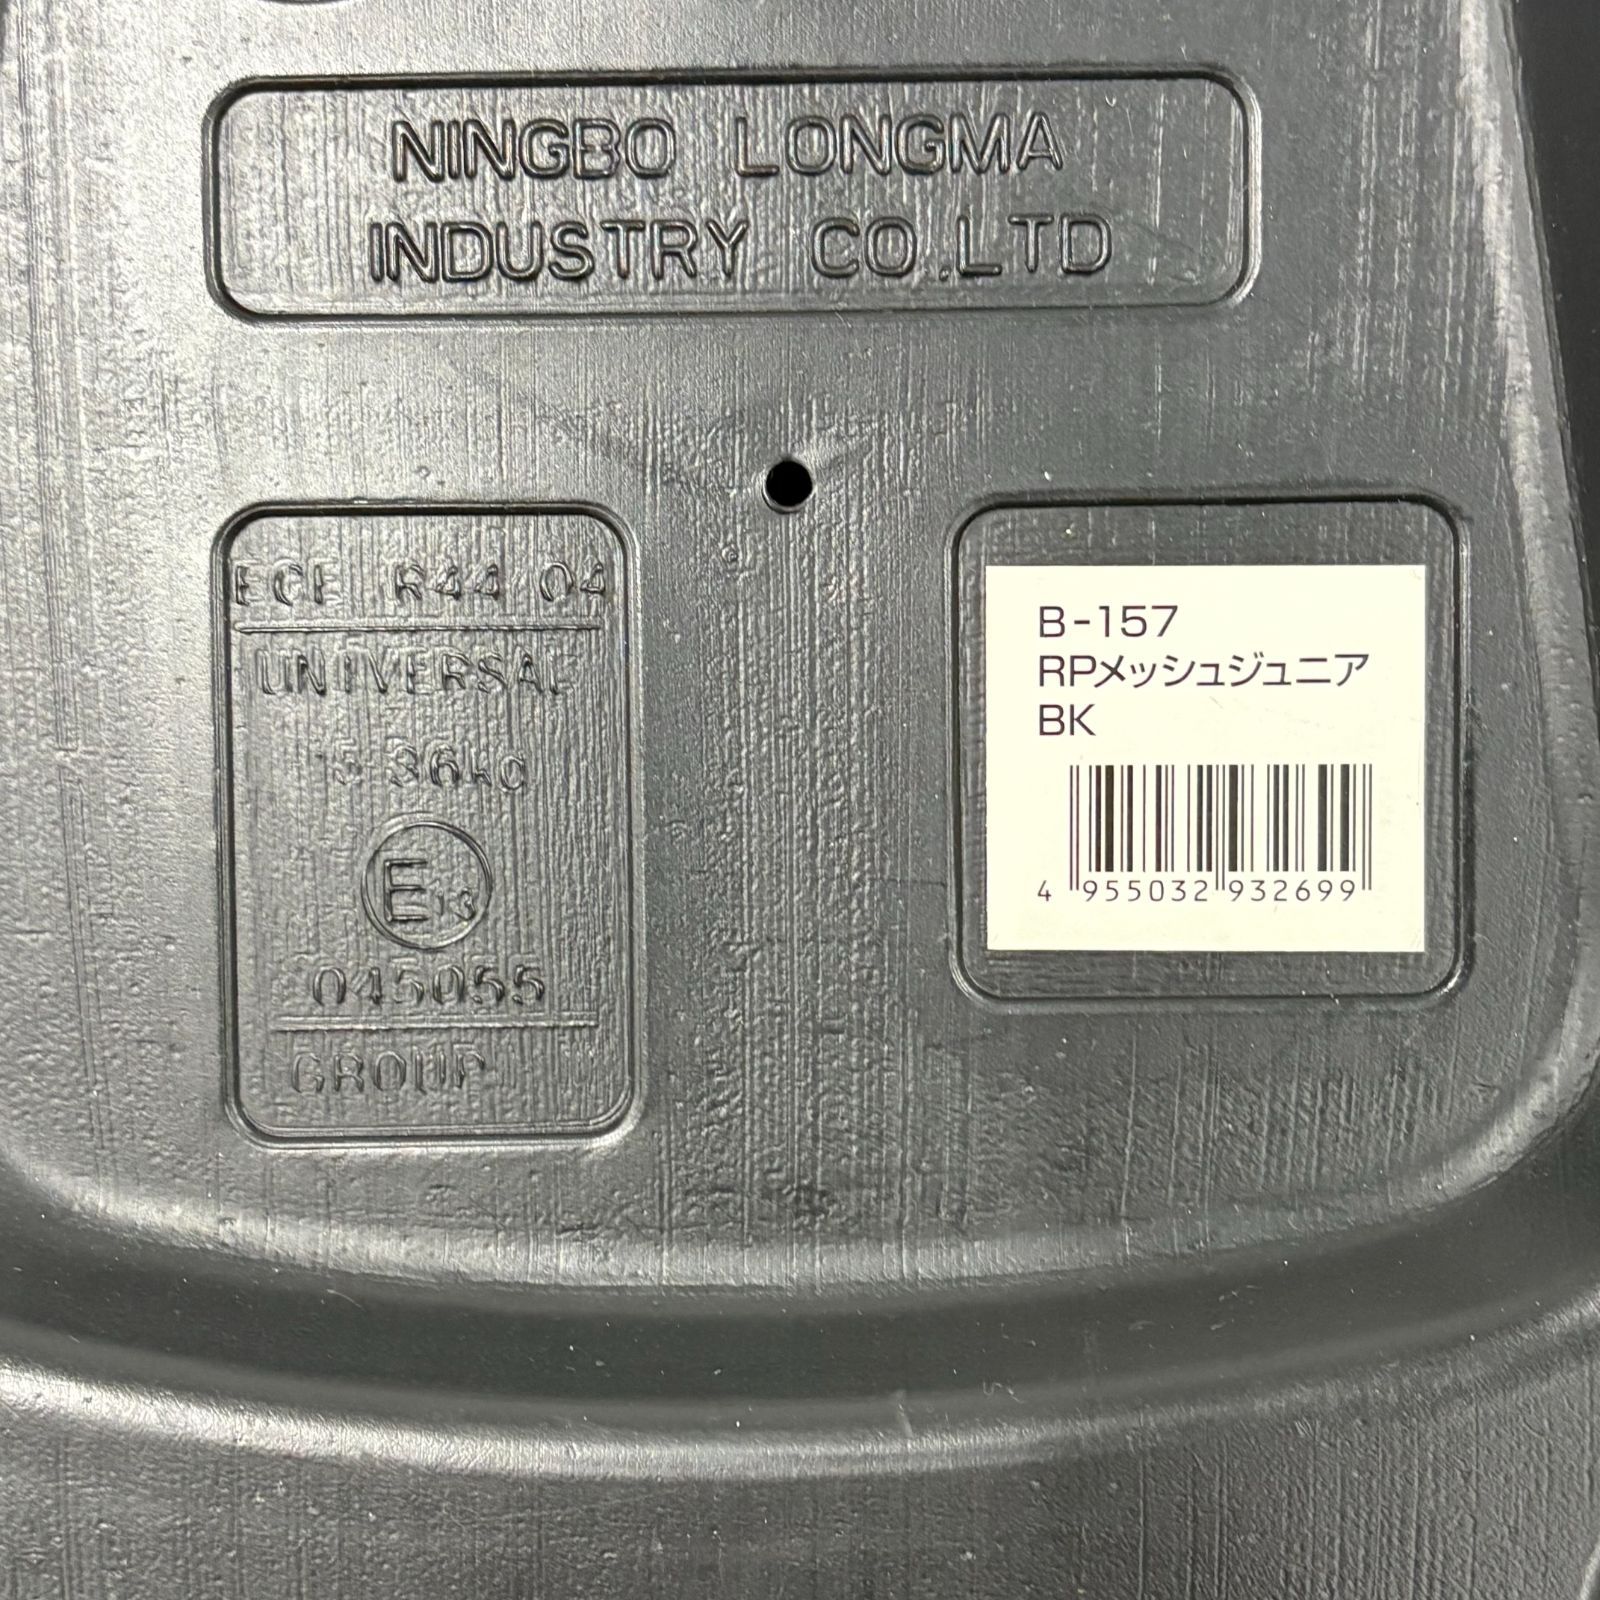 NINGBO LONGMA
INDUSTRY CO.,LTD
ECE R44 04
UNIVERSAL
15-36kg
E13
045055
GROUP
B-157
RPメッシュジュニア
BK
4 955032 932699